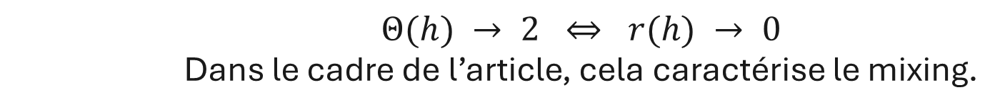 Θ(ℎ) → 2 ⇔ 𝑟(ℎ) → 0
Dans le cadre de l’article, cela caractérise le mixing.